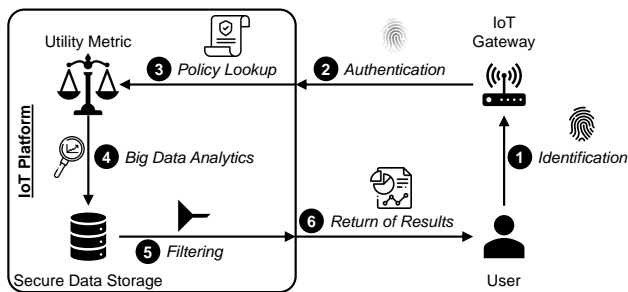 IoT
Gateway
Utility Metric
3 Policy Lookup
2 Authentication
IoT Platform
4 Big Data Analytics
1 Identification
6 Return of Results
5 Filtering
Secure Data Storage
User